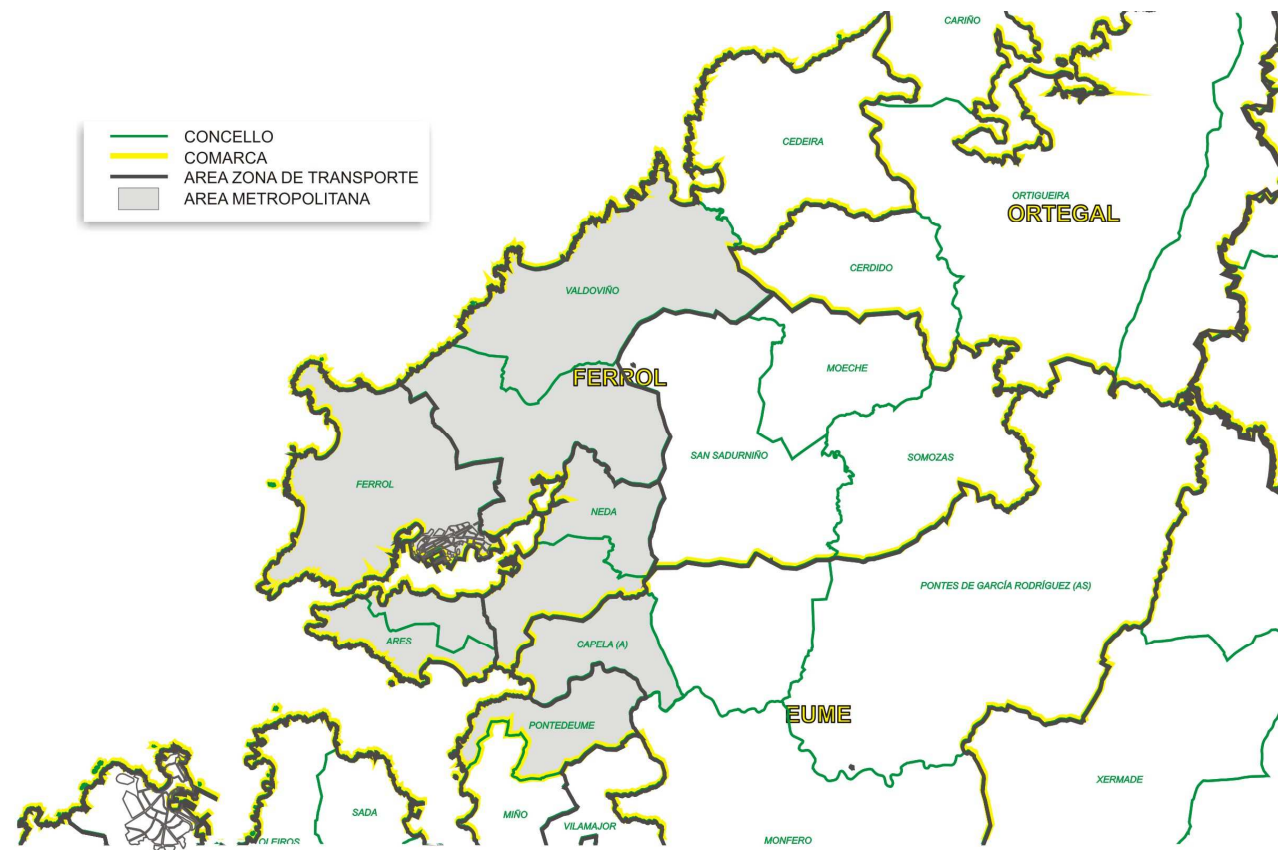 CARIÑO
CONCELLO
COMARCA
AREA ZONA DE TRANSPORTE
AREA METROPOLITANA
CEDEIRA
ORTIGUEIRA
ORTEGAL
CERDIDO
VALDOVIÑO
FERROL
MOECHE
SAN SADURNIÑO
SOMOZAS
FERROL
NEDA
PONTES DE GARCÍA RODRÍGUEZ (AS)
ARES
CAPELA (A)
EUME
PONTEDEUME
XERMADE
SADA
MIÑO
VILAMAJOR
OLEIROS
MONFERO